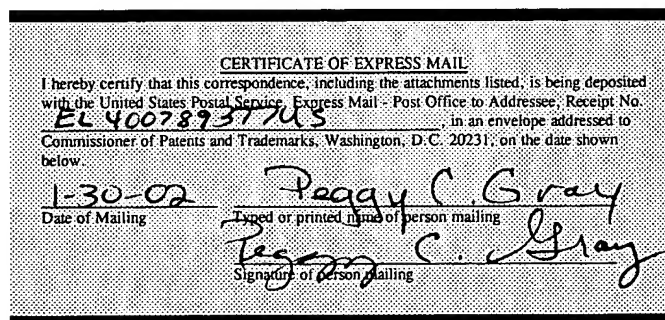 CERTIFICATE OF EXPRESS MAIL
I hereby certify that this correspondence, including the attachments listed, is being deposited
with the United States Postal Service, Express Mail - Post Office to Addressee, Receipt No.
EL400789377US, in an envelope addressed to
Commissioner of Patents and Trademarks, Washington, D.C. 20231, on the date shown
below.
1-30-02 Peggy C. Gray
Date of Mailing Typed or printed name of person mailing
Peggy C. Gray
Signature of person mailing